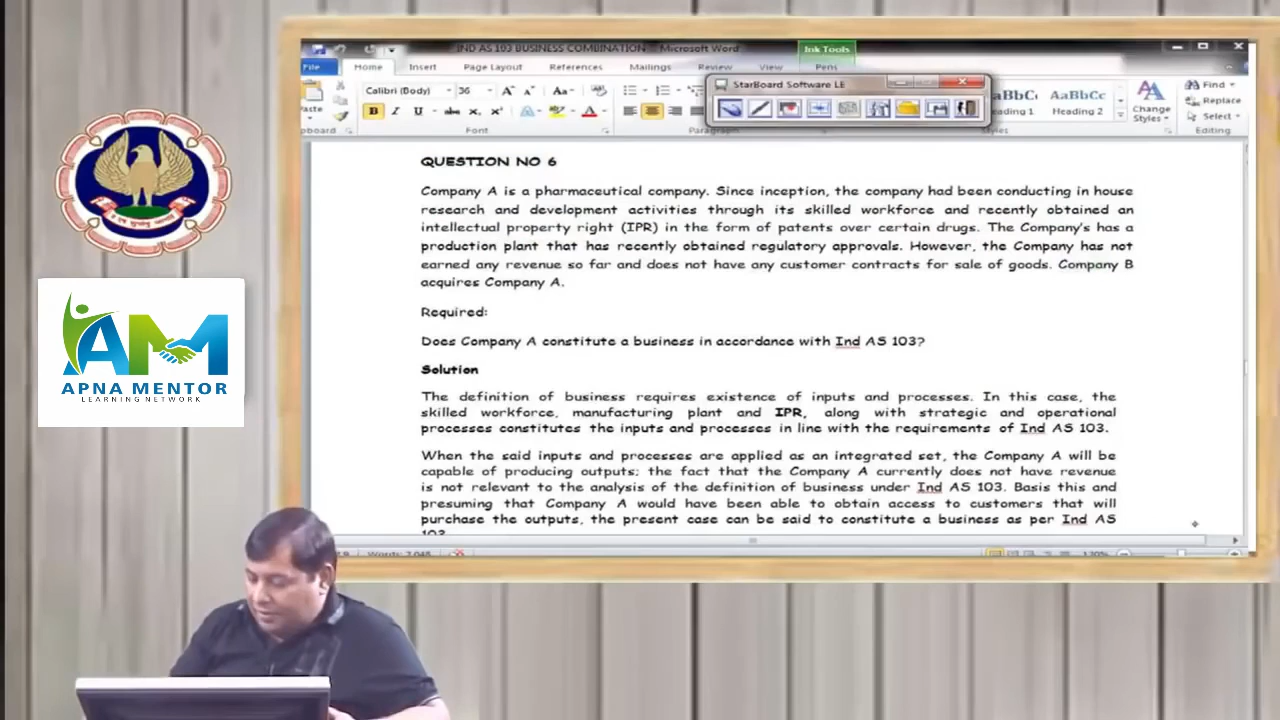 IND AS 103 BUSINESS COMBINATION - Microsoft Word
Ink Tools
File Home Insert Page Layout References Mailings Review View Pens
StarBoard Software LE
Calibri (Body) 36
Find
Replace
Select
Change Styles
Heading 1 Heading 2
Font Paragraph Styles Editing
QUESTION NO 6
Company A is a pharmaceutical company. Since inception, the company had been conducting in house
research and development activities through its skilled workforce and recently obtained an
intellectual property right (IPR) in the form of patents over certain drugs. The Company's has a
production plant that has recently obtained regulatory approvals. However, the Company has not
earned any revenue so far and does not have any customer contracts for sale of goods. Company B
acquires Company A.
Required:
Does Company A constitute a business in accordance with Ind AS 103?
Solution
The definition of business requires existence of inputs and processes. In this case, the
skilled workforce, manufacturing plant and IPR, along with strategic and operational
processes constitutes the inputs and processes in line with the requirements of Ind AS 103.
When the said inputs and processes are applied as an integrated set, the Company A will be
capable of producing outputs; the fact that the Company A currently does not have revenue
is not relevant to the analysis of the definition of business under Ind AS 103. Basis this and
presuming that Company A would have been able to obtain access to customers that will
purchase the outputs, the present case can be said to constitute a business as per Ind AS
103.
Words: 7,048
130%
AM
APNA MENTOR
LEARNING NETWORK